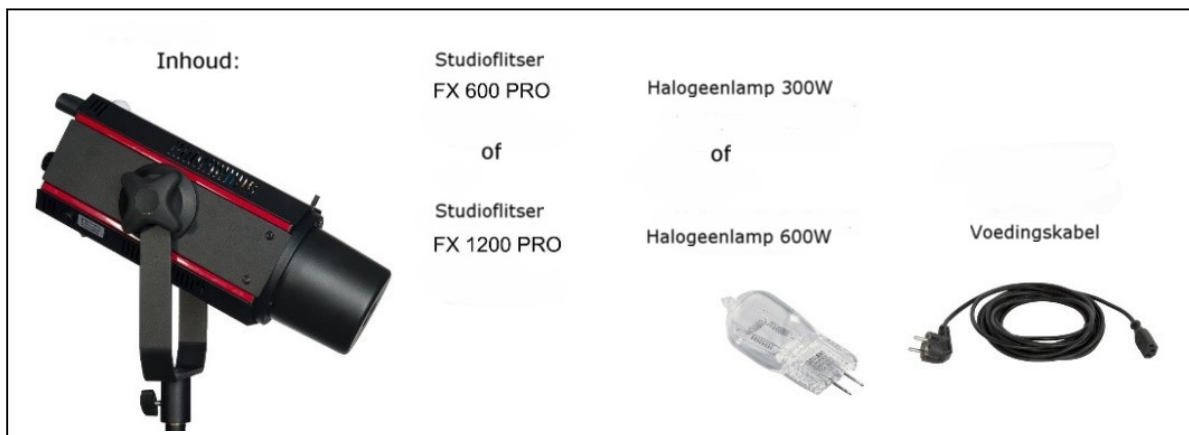 Inhoud:
Studioflitser
FX 600 PRO
of
Studioflitser
FX 1200 PRO
Halogeenlamp 300W
of
Halogeenlamp 600W
Voedingskabel